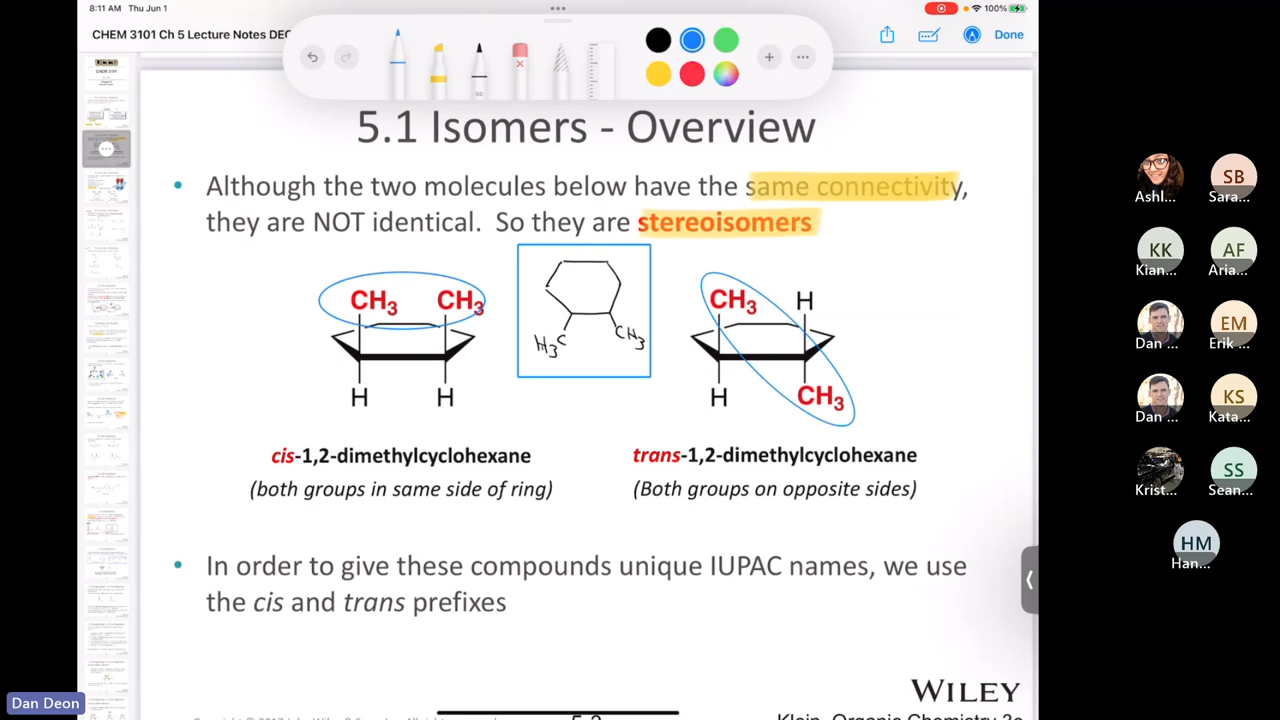 8:11 AM Thu Jun 1
100%
CHEM 3101 Ch 5 Lecture Notes DEC
Done
5.1 Isomers - Overview
• Although the two molecules below have the same connectivity,
they are NOT identical. So they are stereoisomers
CH3 CH3
H H
H3C CH3
CH3 H
H CH3
cis-1,2-dimethylcyclohexane
(both groups in same side of ring)
trans-1,2-dimethylcyclohexane
(Both groups on opposite sides)
• In order to give these compounds unique IUPAC names, we use
the cis and trans prefixes
WILEY
Ashl...
SB
Sara...
KK
Kian...
AF
Aria...
Dan ...
EM
Erik ...
Dan ...
KS
Kata...
Krist...
SS
Sean...
HM
Han...
Dan Deon